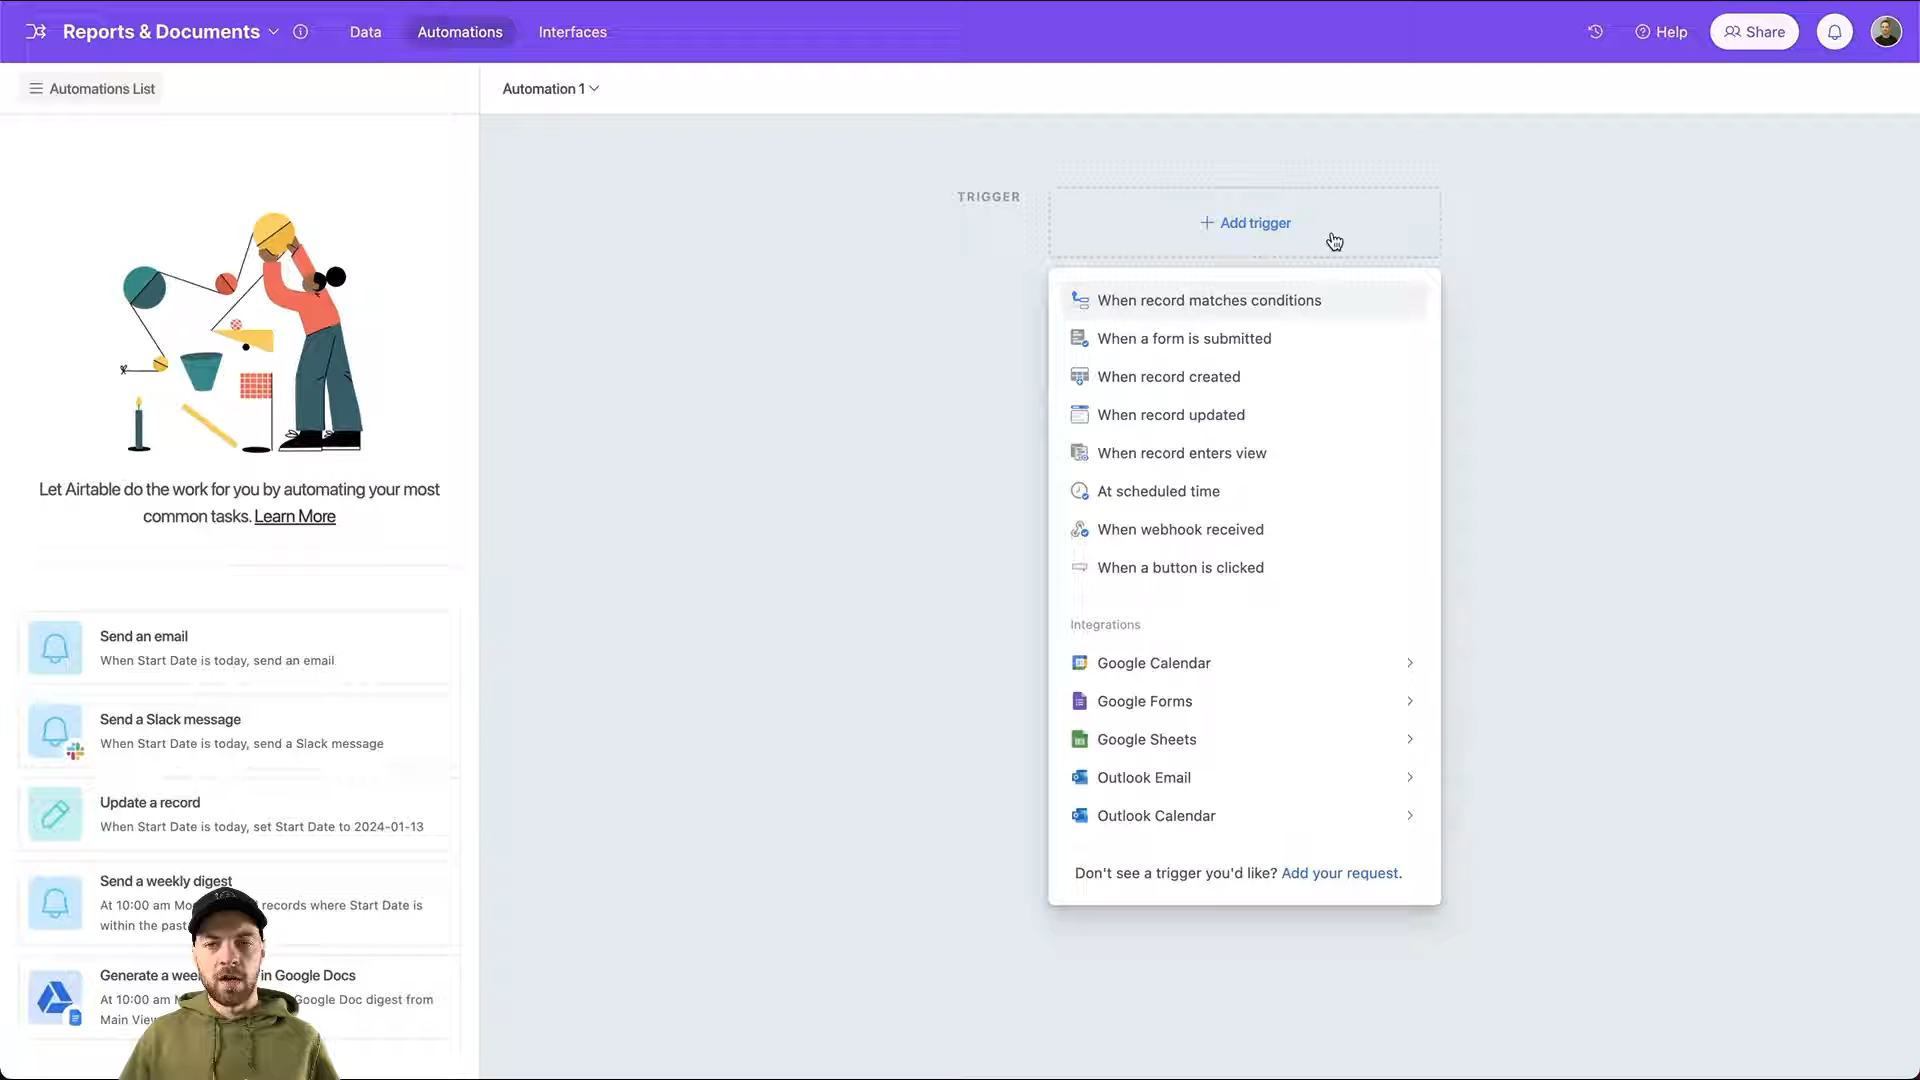 Reports & Documents
Data
Automations
Interfaces
Help
Share
Automations List
Automation 1
TRIGGER
Add trigger
When record matches conditions
When a form is submitted
When record created
When record updated
When record enters view
At scheduled time
When webhook received
When a button is clicked
Integrations
Google Calendar
Google Forms
Google Sheets
Outlook Email
Outlook Calendar
Don't see a trigger you'd like? Add your request.
Let Airtable do the work for you by automating your most
common tasks. Learn More
Send an email
When Start Date is today, send an email
Send a Slack message
When Start Date is today, send a Slack message
Update a record
When Start Date is today, set Start Date to 2024-01-13
Send a weekly digest
At 10:00 am records where Start Date is
within the past
Generate a in Google Docs
At 10:00 am Google Doc digest from
Main View